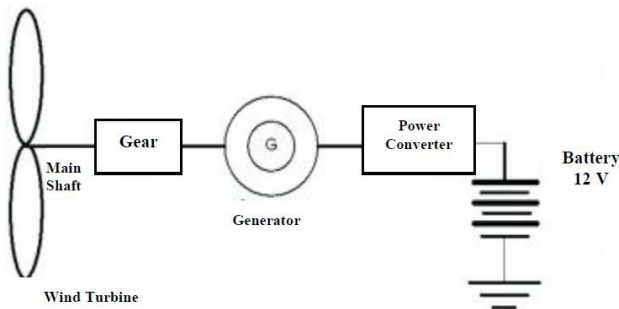 Gear
G
Power
Converter
Main
Shaft
Battery
12 V
Generator
Wind Turbine